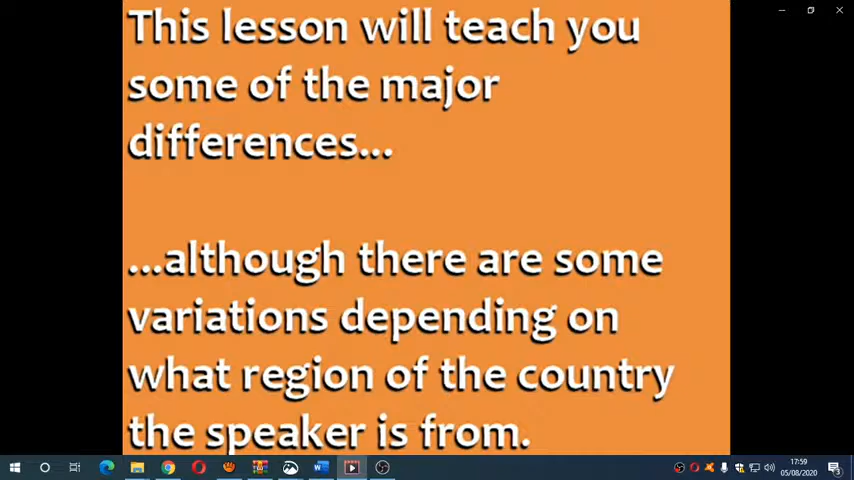 This lesson will teach you
some of the major
differences...
...although there are some
variations depending on
what region of the country
the speaker is from.
17:59
05/08/2020